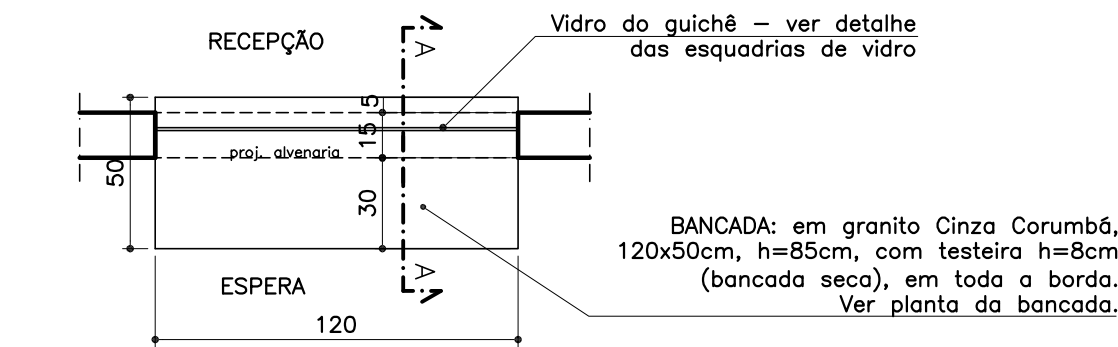 Vidro do guichê – ver detalhe
das esquadrias de vidro
RECEPÇÃO
A
5
15
proj. alvenaria
50
30
BANCADA: em granito Cinza Corumbá,
120x50cm, h=85cm, com testeira h=8cm
(bancada seca), em toda a borda.
Ver planta da bancada.
A
ESPERA
120